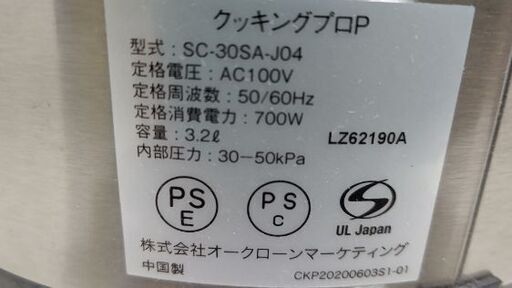 クッキングプロP
型式：SC-30SA-J04
定格電圧：AC100V
定格周波数：50/60Hz
定格消費電力：700W
容量：3.2ℓ
LZ62190A
内部圧力：30－50kPa
PS
E
PS
C
UL Japan
株式会社オークローンマーケティング
中国製
CKP20200603S1-01